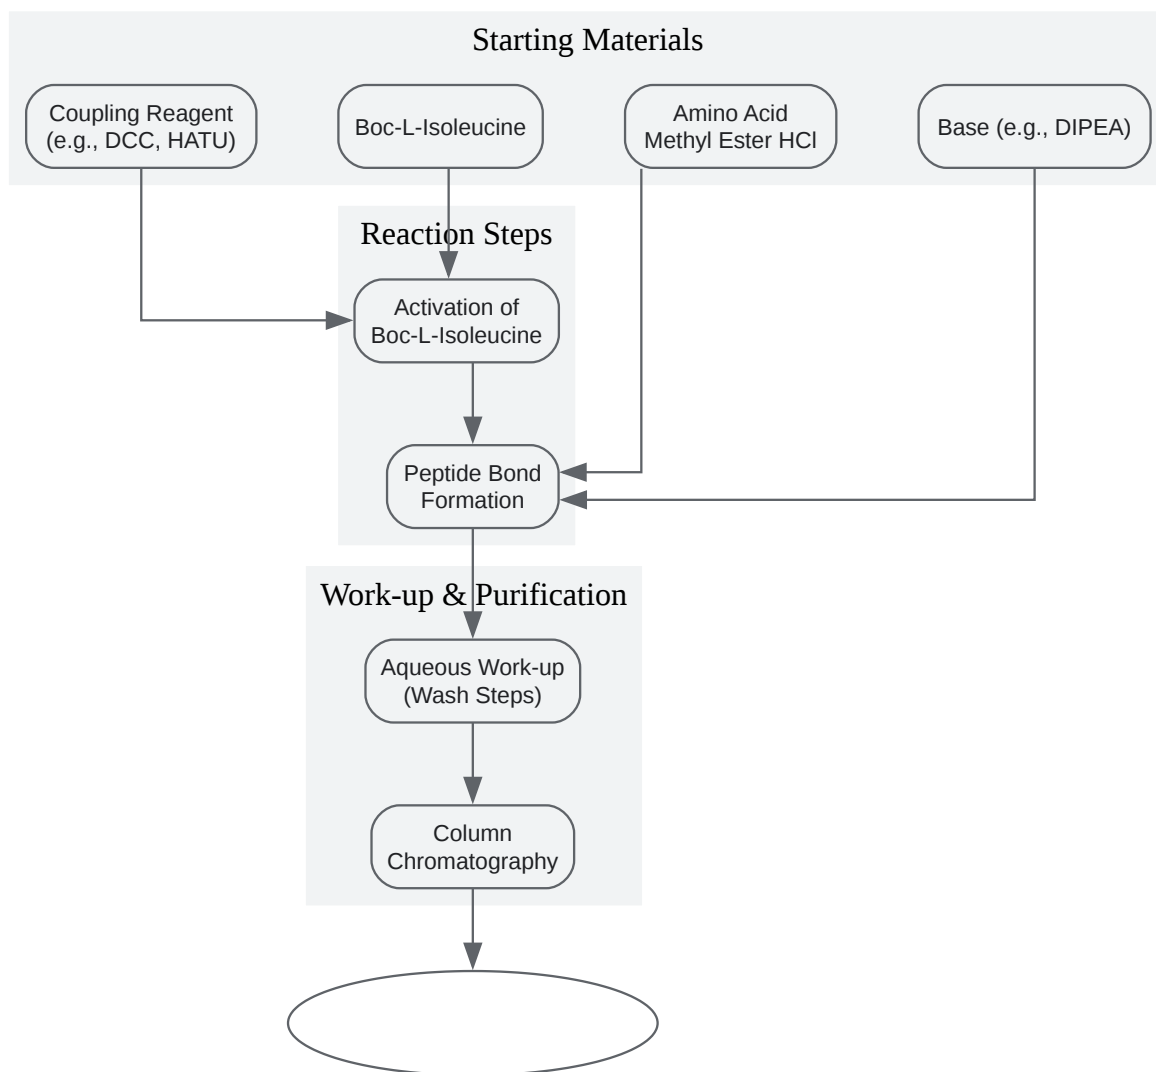 Starting Materials
Coupling Reagent
(e.g., DCC, HATU)
Boc-L-Isoleucine
Amino Acid
Methyl Ester HCl
Base (e.g., DIPEA)
Reaction Steps
Activation of
Boc-L-Isoleucine
Peptide Bond
Formation
Work-up & Purification
Aqueous Work-up
(Wash Steps)
Column
Chromatography